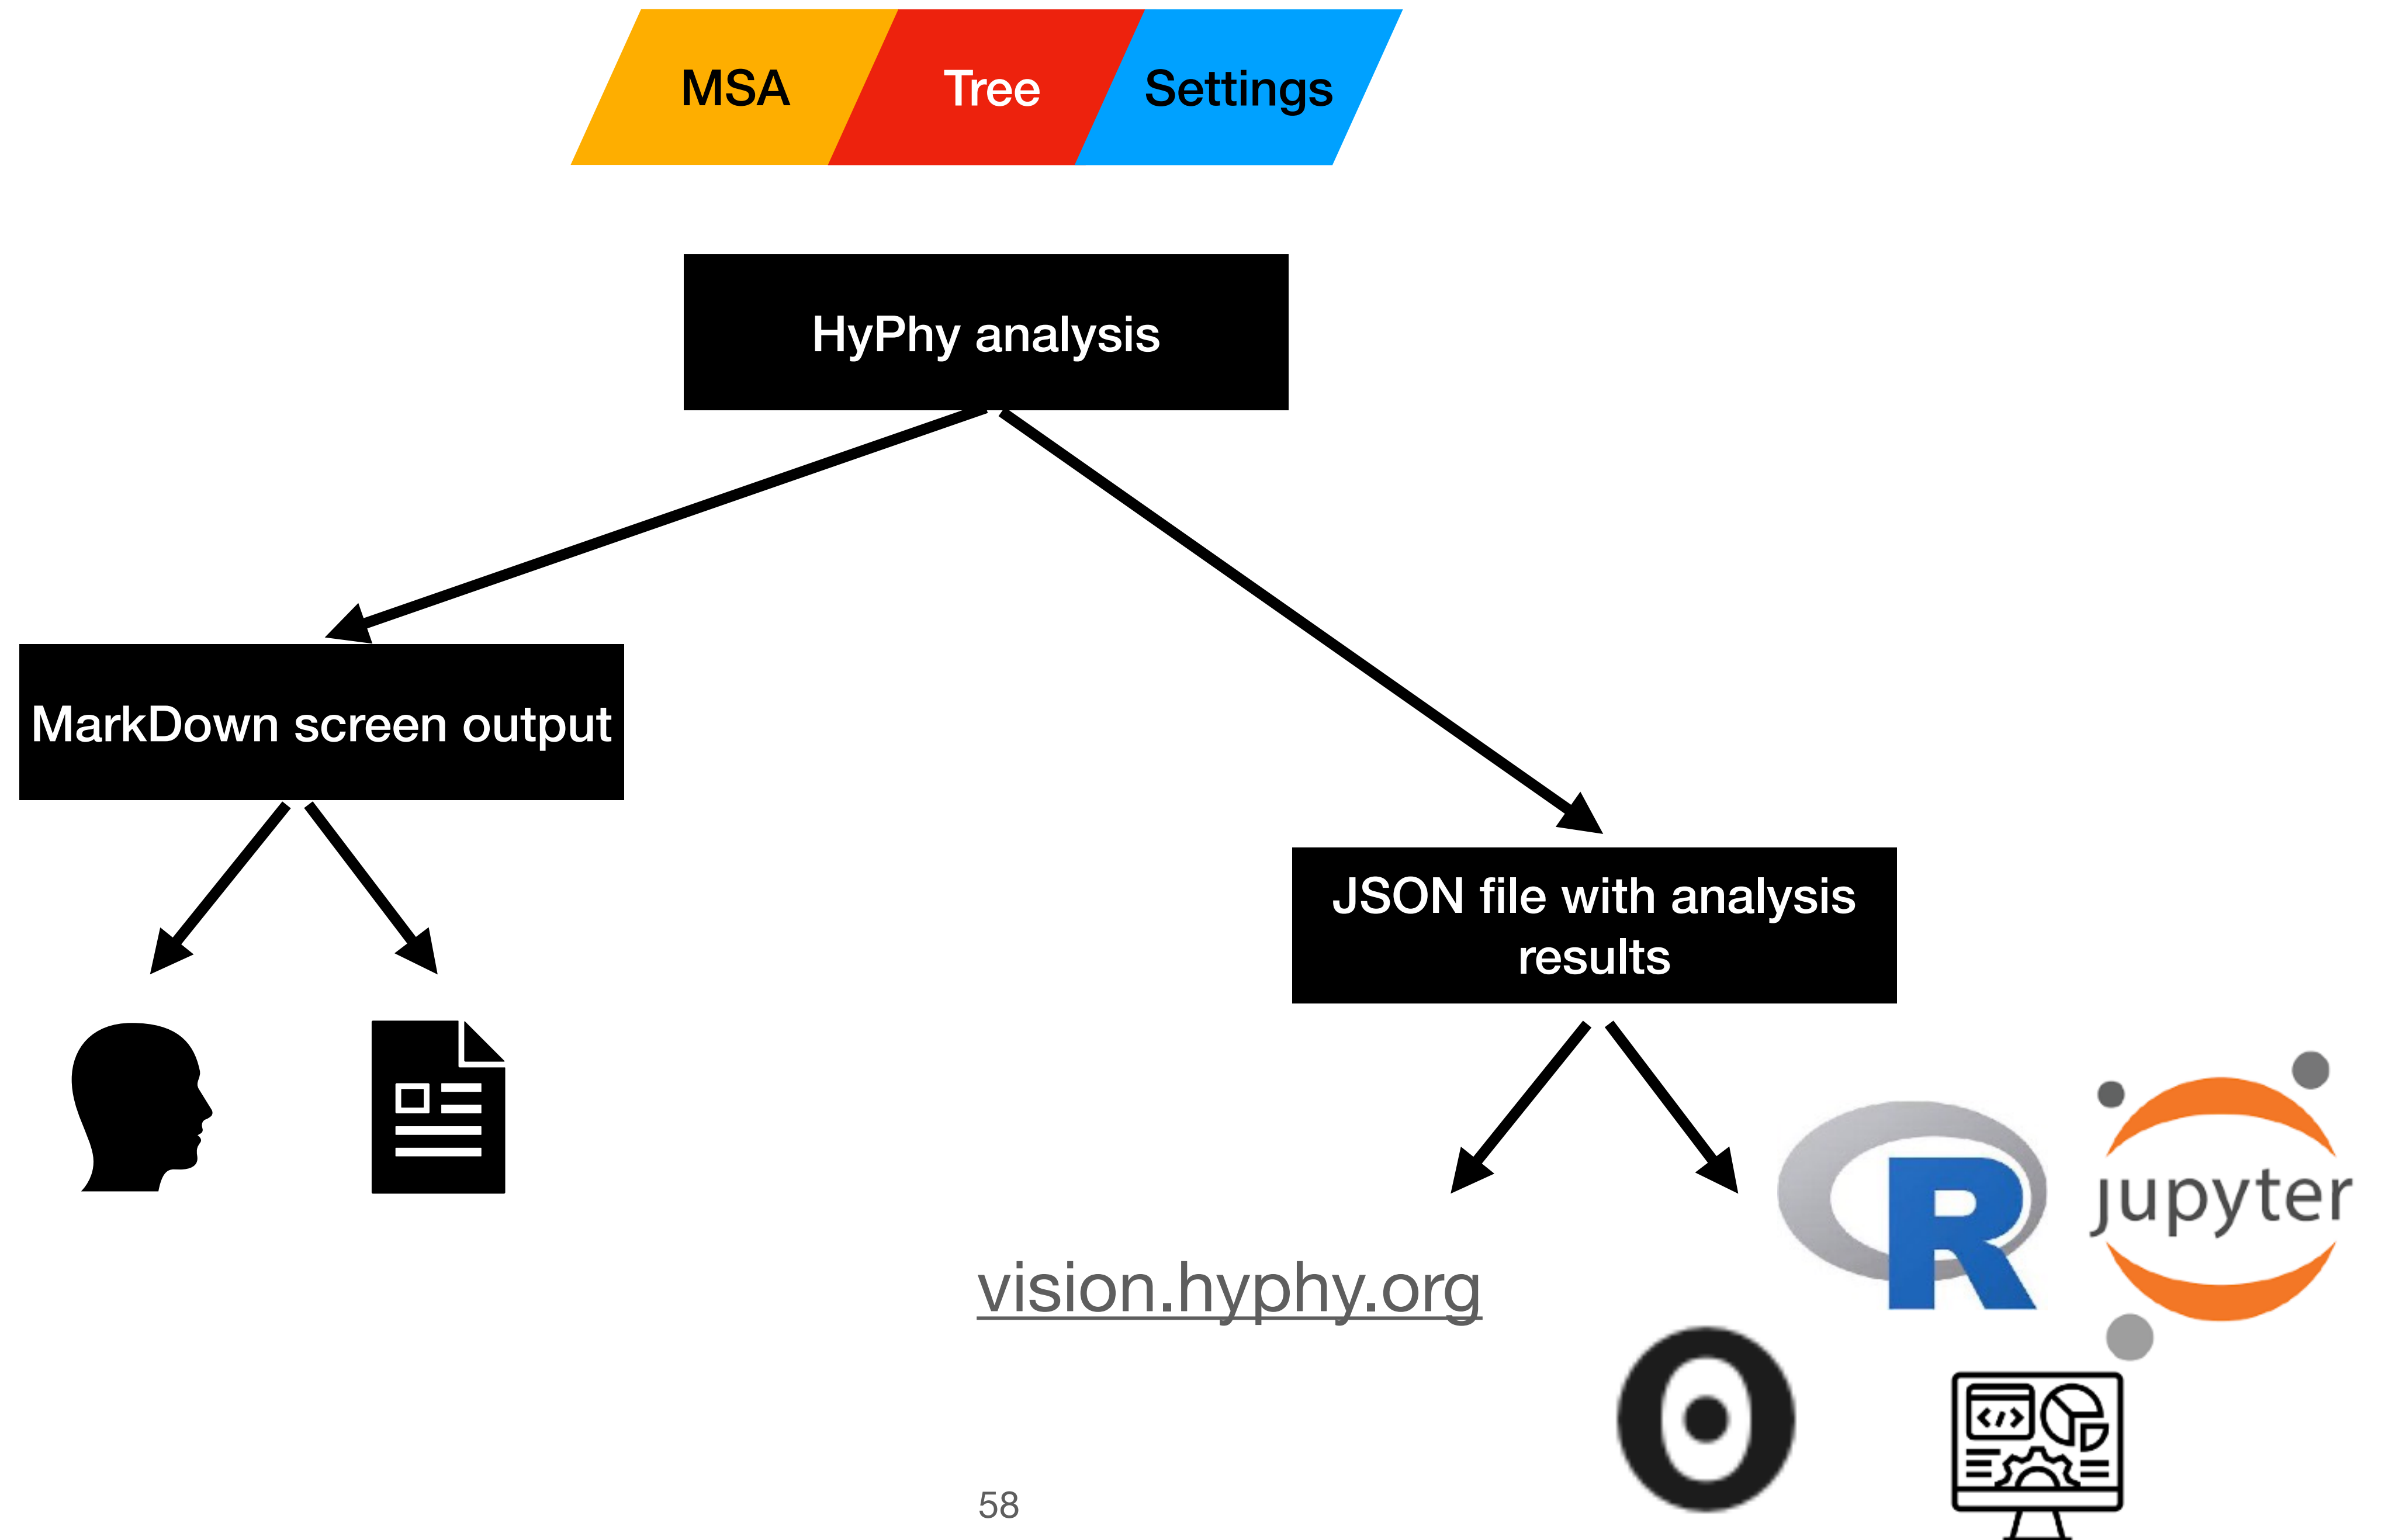 MSA Tree Settings
HyPhy analysis
MarkDown screen output
JSON file with analysis
results
R
jupyter
vision.hyphy.org
</>
58